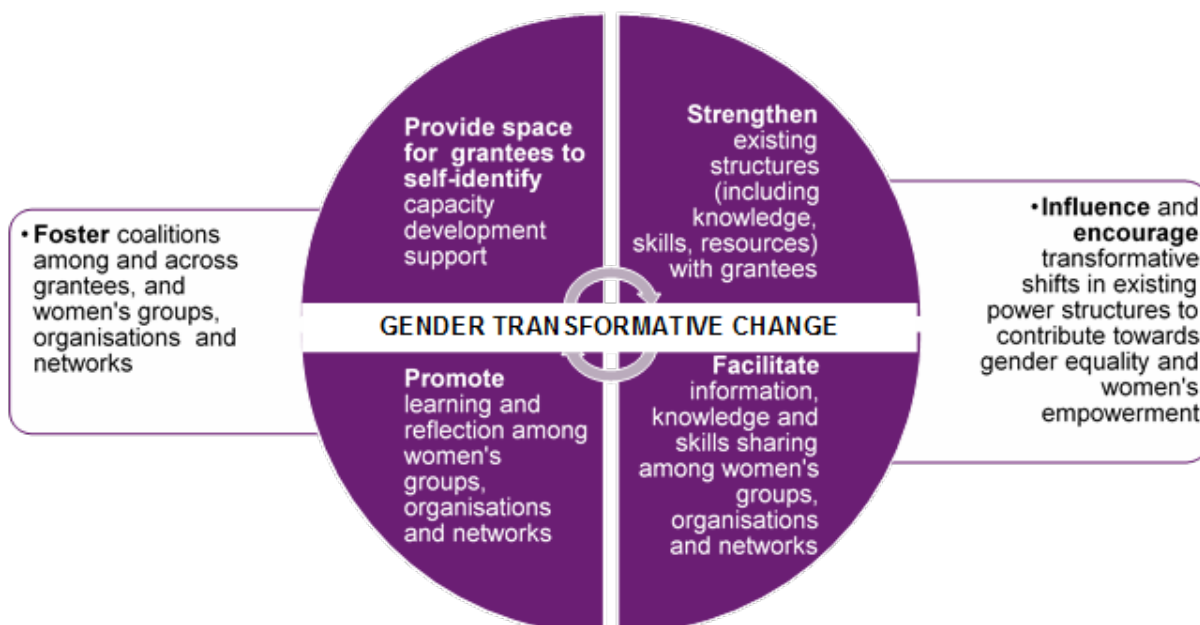 Provide space
for grantees to
self-identify
capacity
development
support
Strengthen
existing
structures
(including
knowledge,
skills, resources)
with grantees
• Foster coalitions
among and across
grantees, and
women's groups,
organisations and
networks
• Influence and
encourage
transformative
shifts in existing
power structures to
contribute towards
gender equality and
women's
empowerment
GENDER TRANSFORMATIVE CHANGE
Promote
learning and
reflection among
women's
groups,
organisations
and networks
Facilitate
information,
knowledge and
skills sharing
among women's
groups,
organisations
and networks